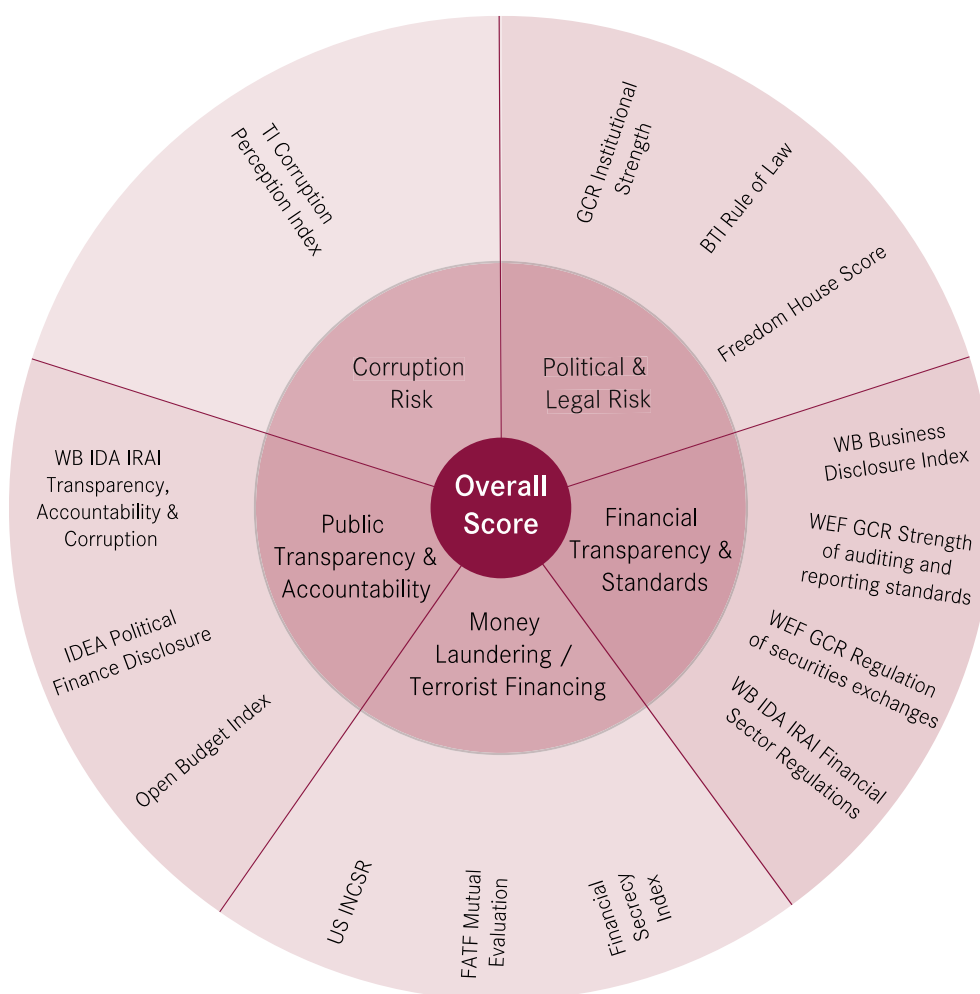 TI Corruption
Perception Index
GCR Institutional
Strength
BTI Rule of Law
Freedom House Score
Corruption
Risk
Political &
Legal Risk
WB Business
Disclosure Index
WB IDA IRAI
Transparency,
Accountability &
Corruption
Overall
Score
Public
Transparency &
Accountability
Financial
Transparency &
Standards
WEF GCR Strength
of auditing and
reporting standards
Money
Laundering /
Terrorist Financing
IDEA Political
Finance Disclosure
WEF GCR Regulation
of securities exchanges
Open Budget Index
WB IDA IRAI Financial
Sector Regulations
US INCSR
FATF Mutual
Evaluation
Financial
Secrecy
Index